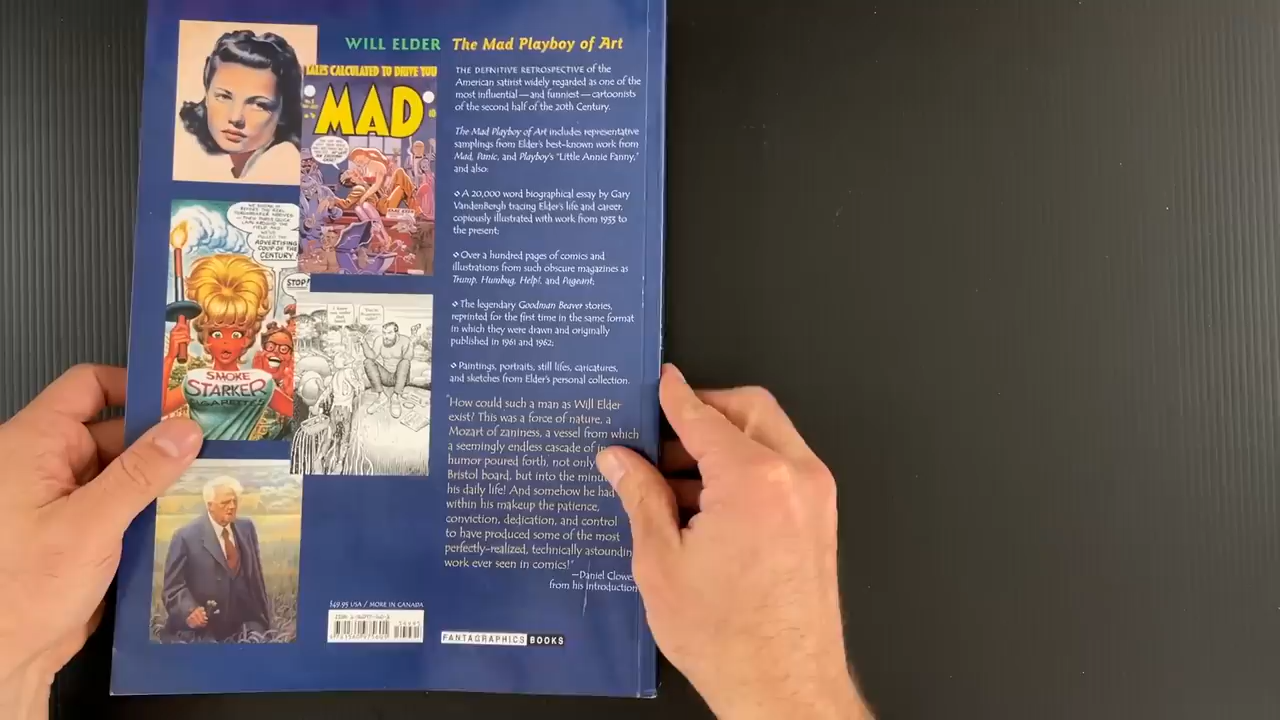 WILL ELDER The Mad Playboy of Art
TALES CALCULATED TO DRIVE YOU
MAD
THE DEFINITIVE RETROSPECTIVE of the
American satirist widely regarded as one of the
most influential — and funniest — cartoonists
of the second half of the 20th Century.
The Mad Playboy of Art includes representative
samplings from Elder's best-known work from
Mad, Panic, and Playboy's "Little Annie Fanny,"
and also:
A 20,000 word biographical essay by Gary
VandenBergh tracing Elder's life and career,
copiously illustrated with work from 1933 to
the present;
Over a hundred pages of comics and
illustrations from such obscure magazines as
Trump, Humbug, Help!, and Pageant;
The legendary Goodman Beaver stories,
reprinted for the first time in the same format
in which they were drawn and originally
published in 1961 and 1962;
Paintings, portraits, still lifes, caricatures,
and sketches from Elder's personal collection.
"How could such a man as Will Elder
exist? This was a force of nature, a
Mozart of zaniness, a vessel from which
a seemingly endless cascade of
humor poured forth, not only
Bristol board, but into the
his daily life! And somehow he had
within his makeup the patience,
conviction, dedication, and control
to have produced some of the most
perfectly-realized, technically astoundin
work ever seen in comics!"
—Daniel Clowe
from his introduction
ADVERTISING
COUP OF THE
CENTURY!
STOP!
SMOKE
STARKER
$49.95 USA / MORE IN CANADA
FANTAGRAPHICS BOOKS